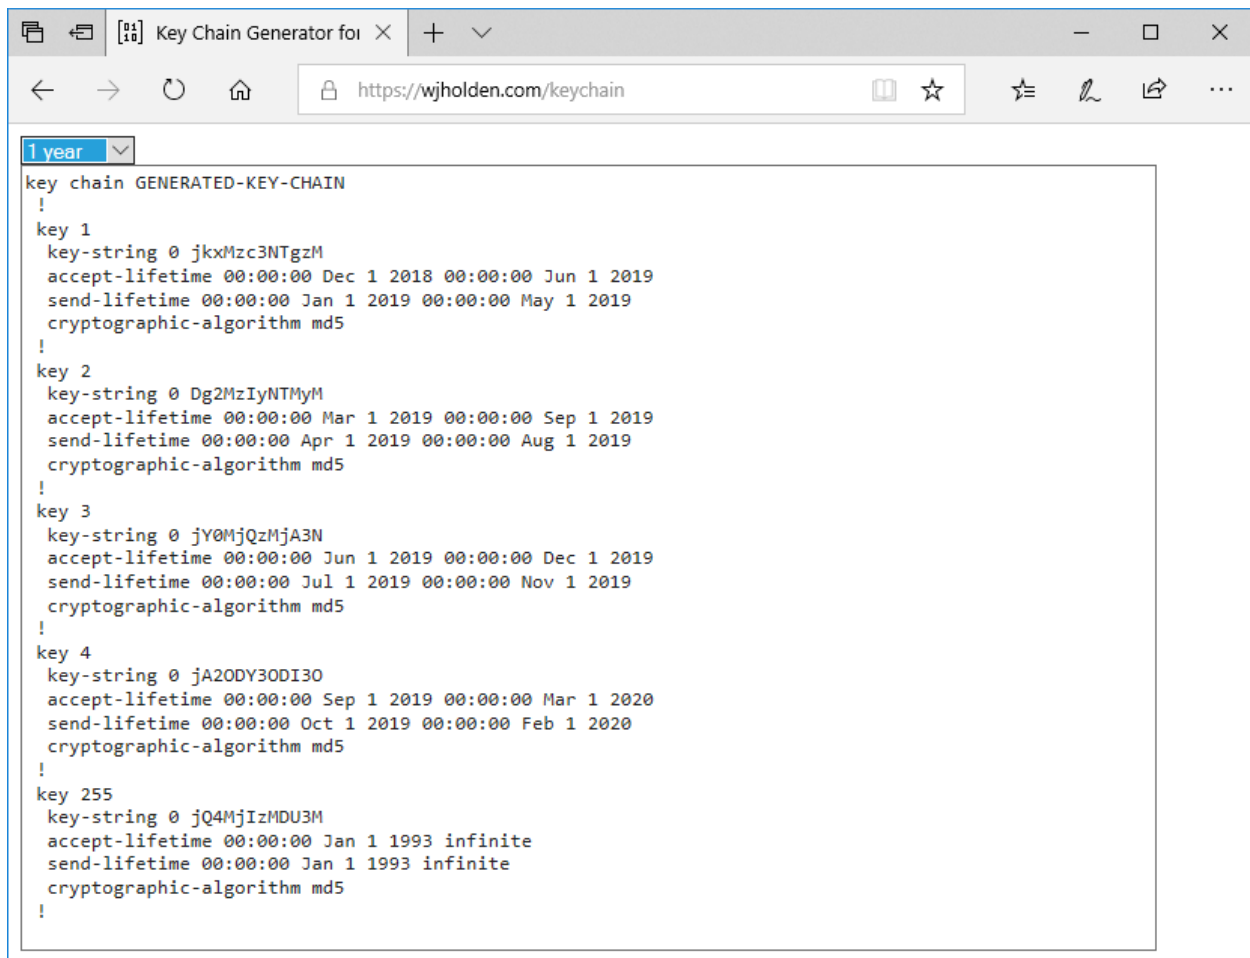 Key Chain Generator for
https://wjholden.com/keychain
1 year
key chain GENERATED-KEY-CHAIN
!
key 1
key-string 0 jkxMzc3NTgzM
accept-lifetime 00:00:00 Dec 1 2018 00:00:00 Jun 1 2019
send-lifetime 00:00:00 Jan 1 2019 00:00:00 May 1 2019
cryptographic-algorithm md5
!
key 2
key-string 0 Dg2MzIyNTMyM
accept-lifetime 00:00:00 Mar 1 2019 00:00:00 Sep 1 2019
send-lifetime 00:00:00 Apr 1 2019 00:00:00 Aug 1 2019
cryptographic-algorithm md5
!
key 3
key-string 0 jY0MjQzMjA3N
accept-lifetime 00:00:00 Jun 1 2019 00:00:00 Dec 1 2019
send-lifetime 00:00:00 Jul 1 2019 00:00:00 Nov 1 2019
cryptographic-algorithm md5
!
key 4
key-string 0 jA2ODY3ODI3O
accept-lifetime 00:00:00 Sep 1 2019 00:00:00 Mar 1 2020
send-lifetime 00:00:00 Oct 1 2019 00:00:00 Feb 1 2020
cryptographic-algorithm md5
!
key 255
key-string 0 jQ4MjIzMDU3M
accept-lifetime 00:00:00 Jan 1 1993 infinite
send-lifetime 00:00:00 Jan 1 1993 infinite
cryptographic-algorithm md5
!